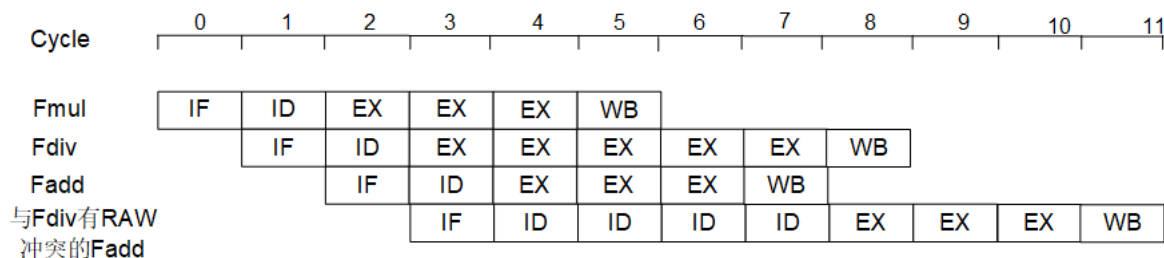 Cycle 0 1 2 3 4 5 6 7 8 9 10 11
Fmul IF ID EX EX EX WB
Fdiv IF ID EX EX EX EX EX WB
Fadd IF ID EX EX EX WB
与Fdiv有RAW IF ID ID ID ID EX EX EX WB
冲突的Fadd